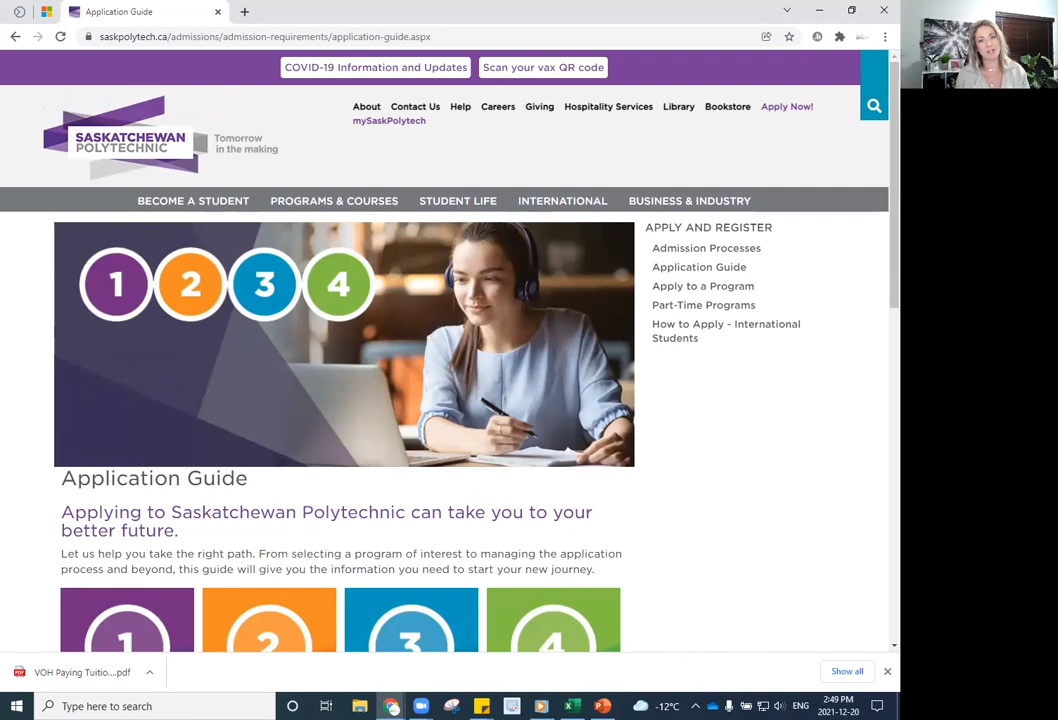 Application Guide
saskpolytech.ca/admissions/admission-requirements/application-guide.aspx
COVID-19 Information and Updates
Scan your vax QR code
SASKATCHEWAN
POLYTECHNIC
Tomorrow
in the making
About Contact Us Help Careers Giving Hospitality Services Library Bookstore Apply Now!
mySaskPolytech
BECOME A STUDENT PROGRAMS & COURSES STUDENT LIFE INTERNATIONAL BUSINESS & INDUSTRY
1 2 3 4
APPLY AND REGISTER
Admission Processes
Application Guide
Apply to a Program
Part-Time Programs
How to Apply - International
Students
Application Guide
Applying to Saskatchewan Polytechnic can take you to your
better future.
Let us help you take the right path. From selecting a program of interest to managing the application
process and beyond, this guide will give you the information you need to start your new journey.
1 2 3 4
VOH Paying Tuitio....pdf
Show all
Type here to search
-12°C
ENG
2:49 PM
2021-12-20